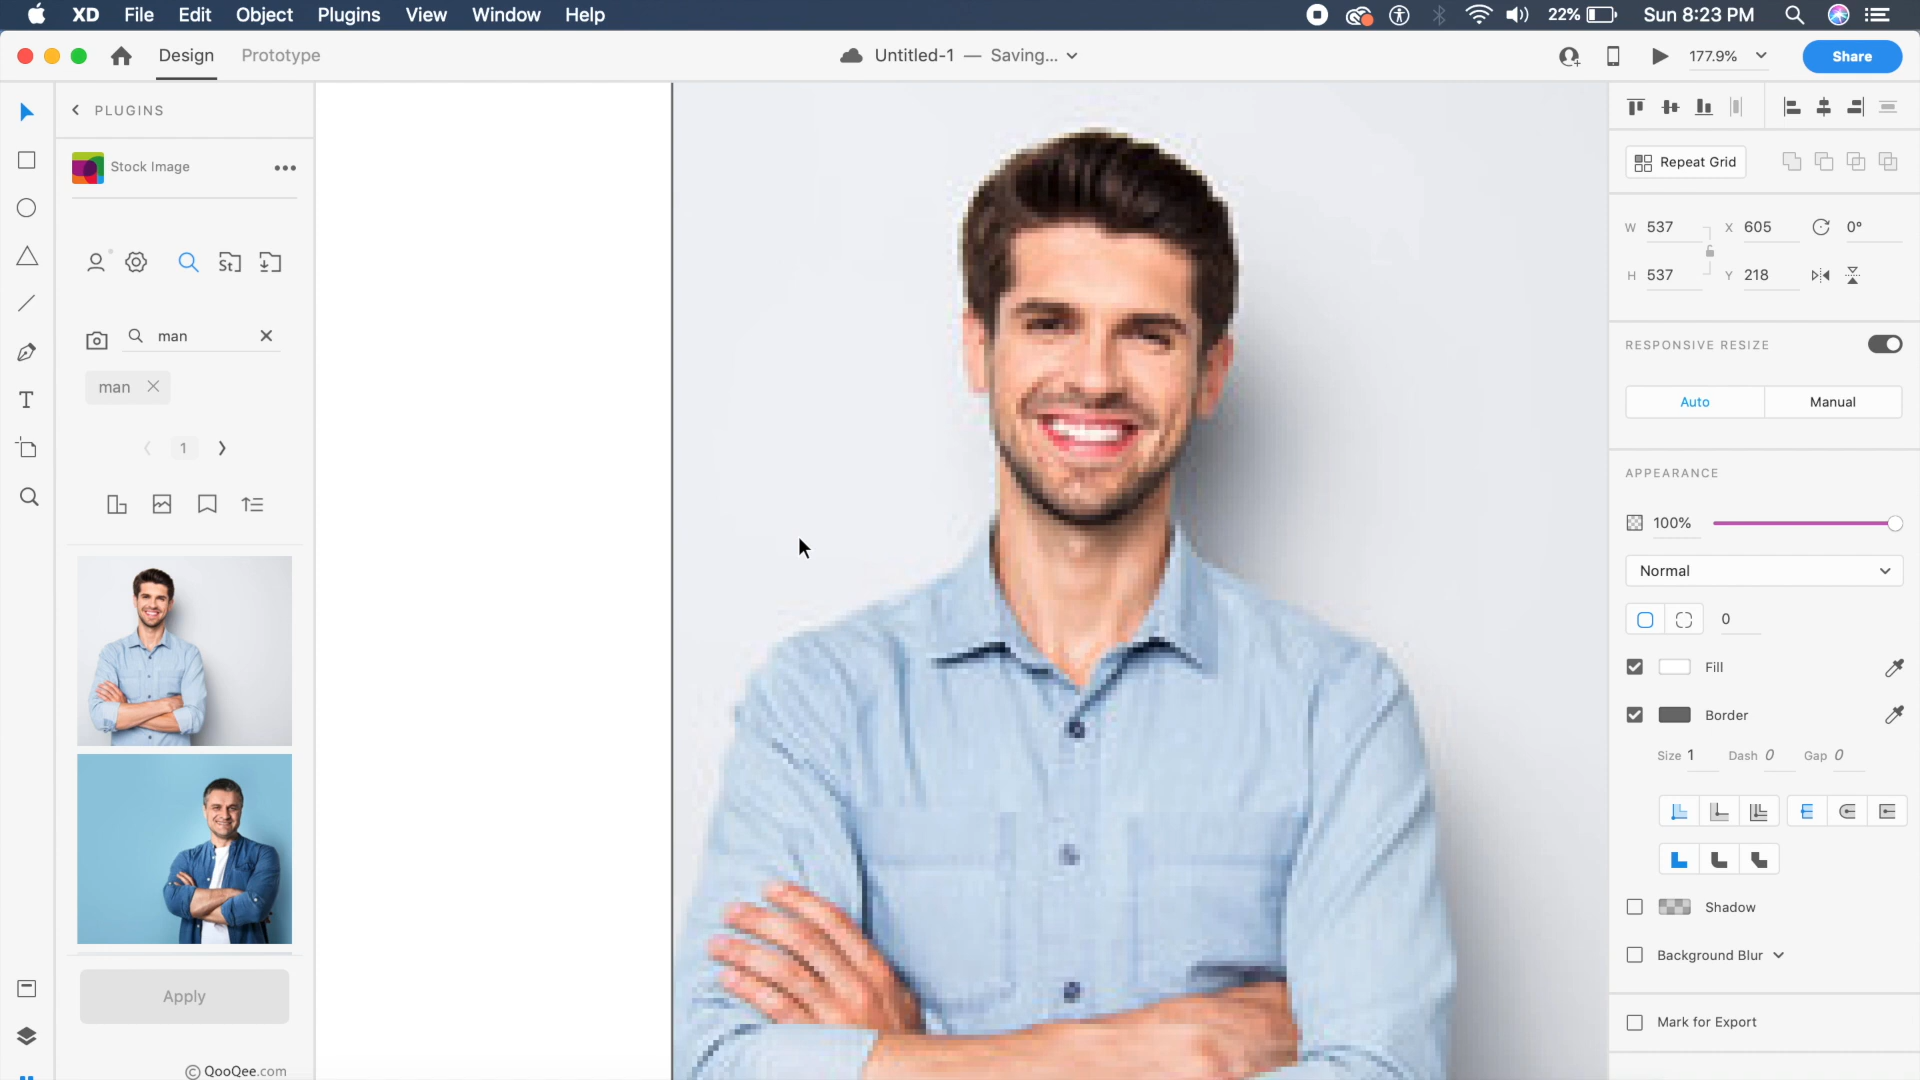 XD File Edit Object Plugins View Window Help
22% Sun 8:23 PM
Design Prototype
Untitled-1 — Saving...
177.9%
Share
PLUGINS
Stock Image
St
man
man
1
Apply
© QooQee.com
Repeat Grid
W 537 X 605 0°
H 537 Y 218
RESPONSIVE RESIZE
Auto Manual
APPEARANCE
100%
Normal
0
Fill
Border
Size 1 Dash 0 Gap 0
Shadow
Background Blur
Mark for Export